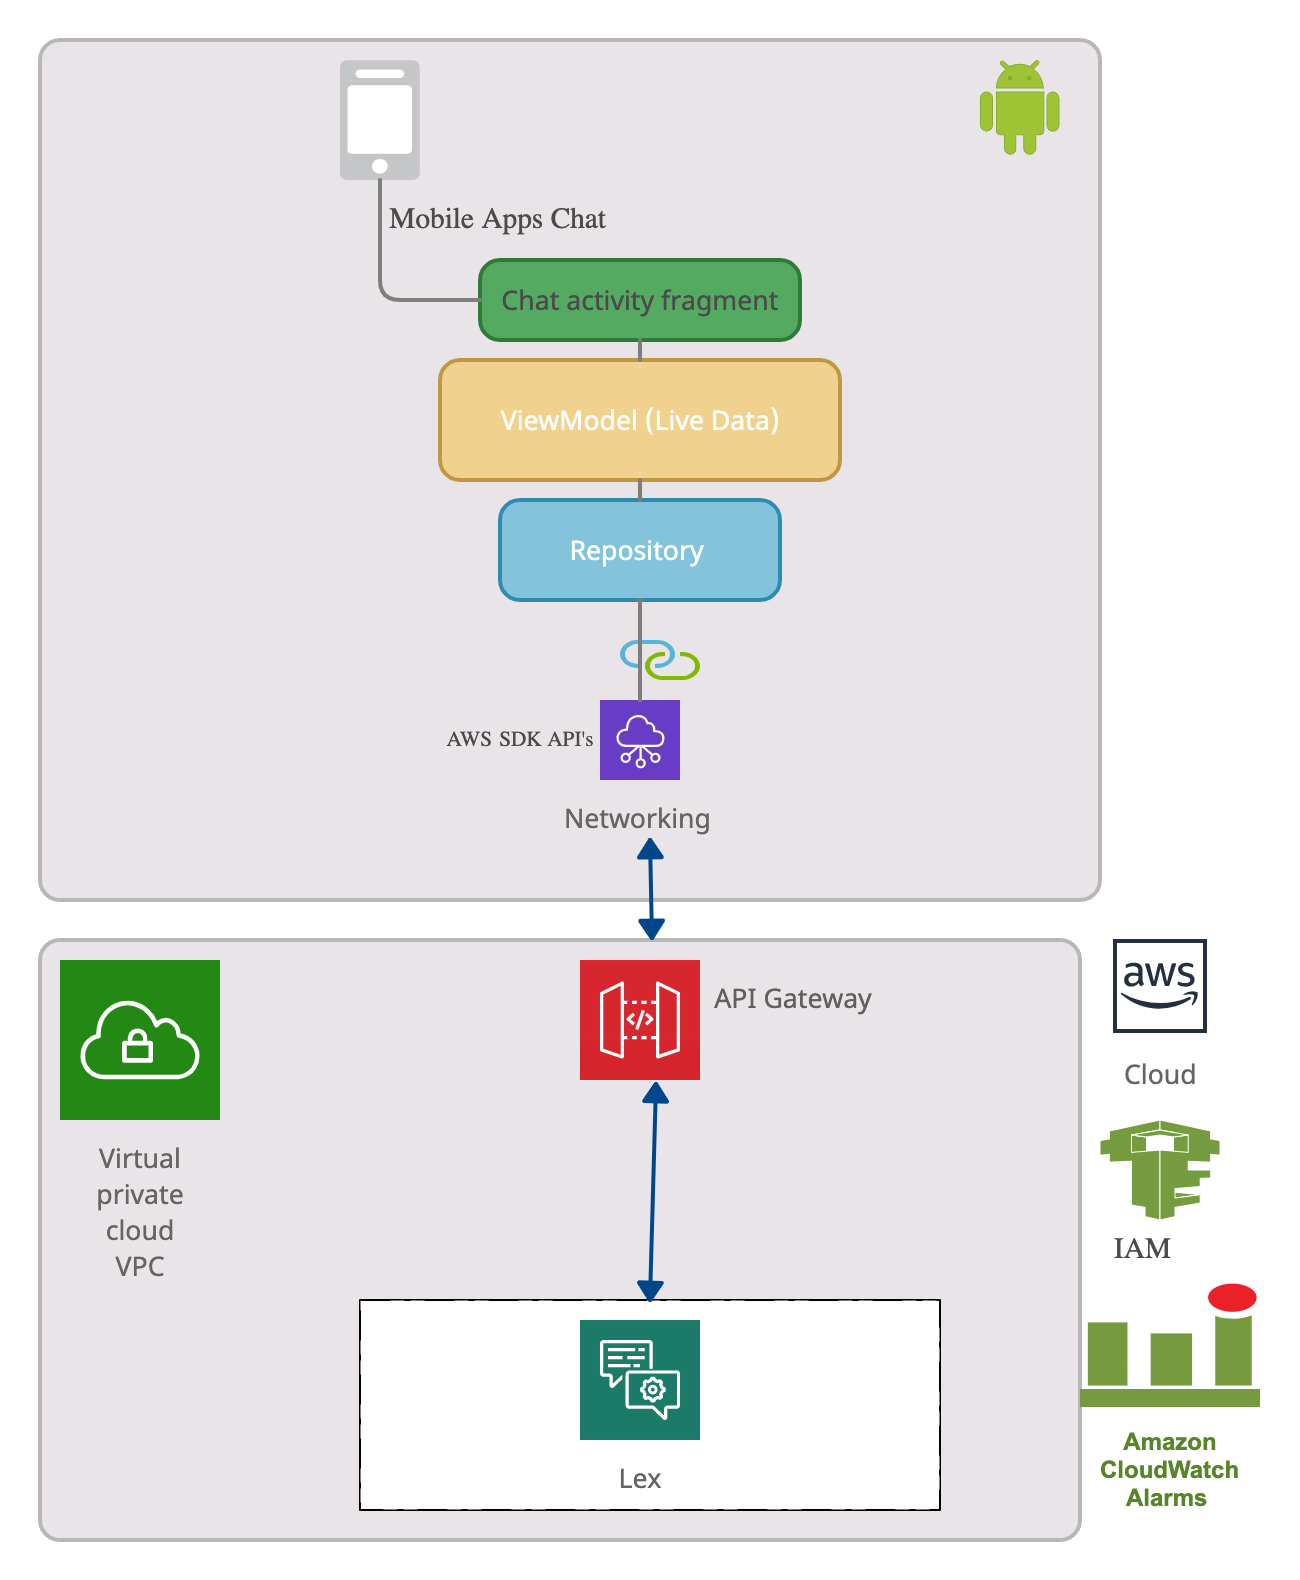 Mobile Apps Chat
Chat activity fragment
ViewModel (Live Data)
Repository
AWS SDK API's
Networking
API Gateway
aws
Cloud
Virtual
private
cloud
VPC
IAM
Lex
Amazon
CloudWatch
Alarms